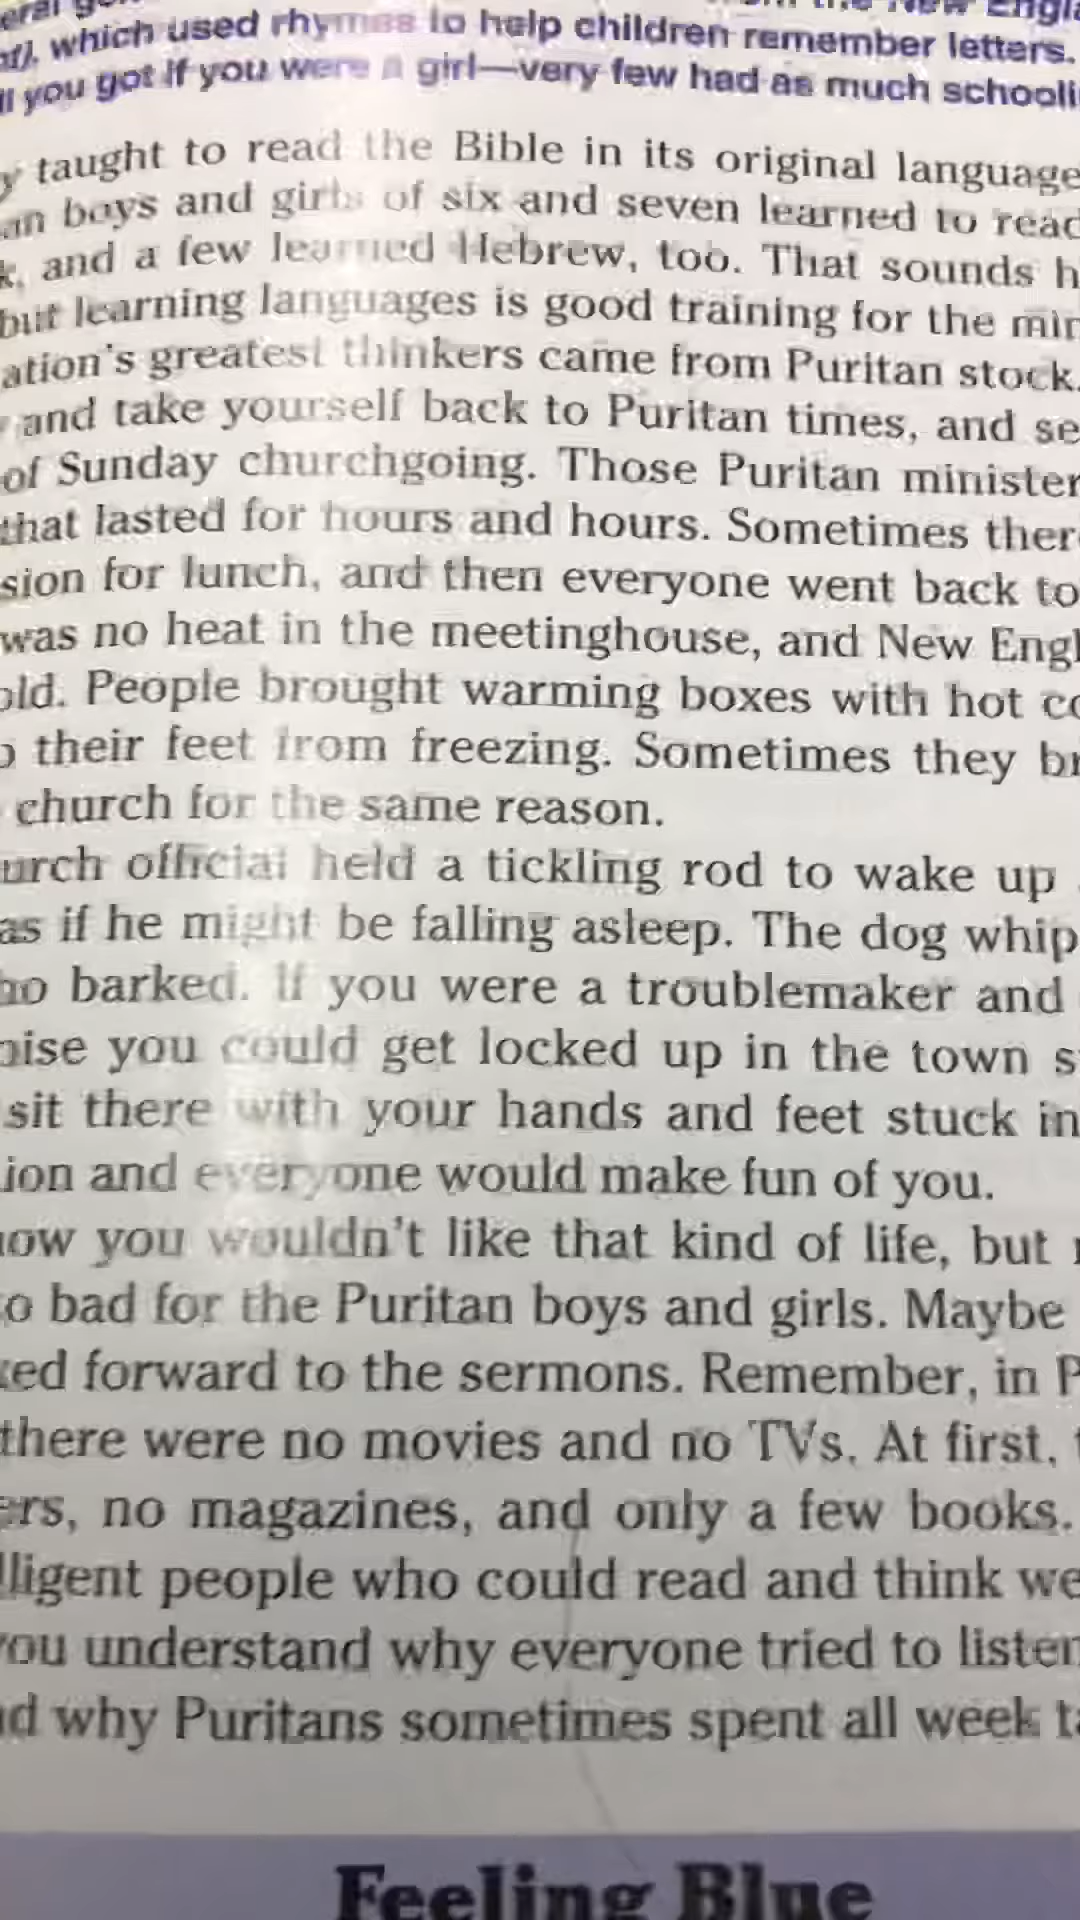 which used rhymes to help children remember letters.
you got if you were a girl—very few had as much schooli
y taught to read the Bible in its original language
an boys and girls of six and seven learned to read
k, and a few learned Hebrew, too. That sounds h
but learning languages is good training for the min
ation's greatest thinkers came from Puritan stock.
and take yourself back to Puritan times, and se
of Sunday churchgoing. Those Puritan minister
that lasted for hours and hours. Sometimes ther
sion for lunch, and then everyone went back to
was no heat in the meetinghouse, and New Engl
old. People brought warming boxes with hot co
their feet from freezing. Sometimes they br
church for the same reason.
urch official held a tickling rod to wake up
as if he might be falling asleep. The dog whip
ho barked. If you were a troublemaker and
oise you could get locked up in the town s
sit there with your hands and feet stuck in
ion and everyone would make fun of you.
now you wouldn't like that kind of life, but
o bad for the Puritan boys and girls. Maybe
ked forward to the sermons. Remember, in P
there were no movies and no TVs. At first,
ers, no magazines, and only a few books.
lligent people who could read and think we
you understand why everyone tried to listen
d why Puritans sometimes spent all week ta
Feeling Blue